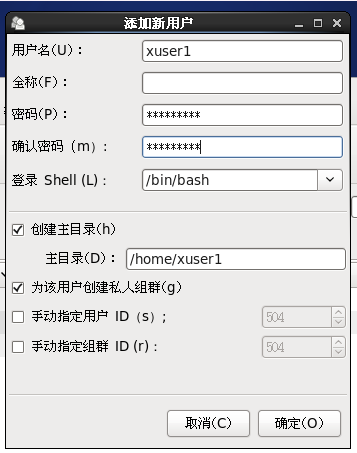 添加新用户
用户名(U)： xuser1
全称(F)：
密码(P)： *********
确认密码（m）： *********
登录 Shell (L)： /bin/bash
创建主目录(h)
主目录(D)： /home/xuser1
为该用户创建私人组群(g)
手动指定用户 ID（s）; 504
手动指定组群 ID (r)： 504
取消(C) 确定(O)